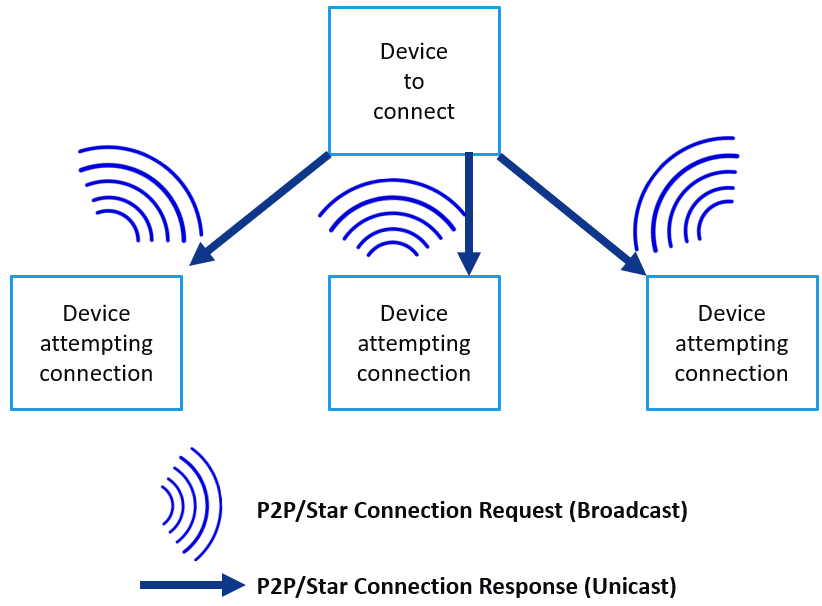 Device
to
connect
Device
attempting
connection
Device
attempting
connection
Device
attempting
connection
P2P/Star Connection Request (Broadcast)
P2P/Star Connection Response (Unicast)